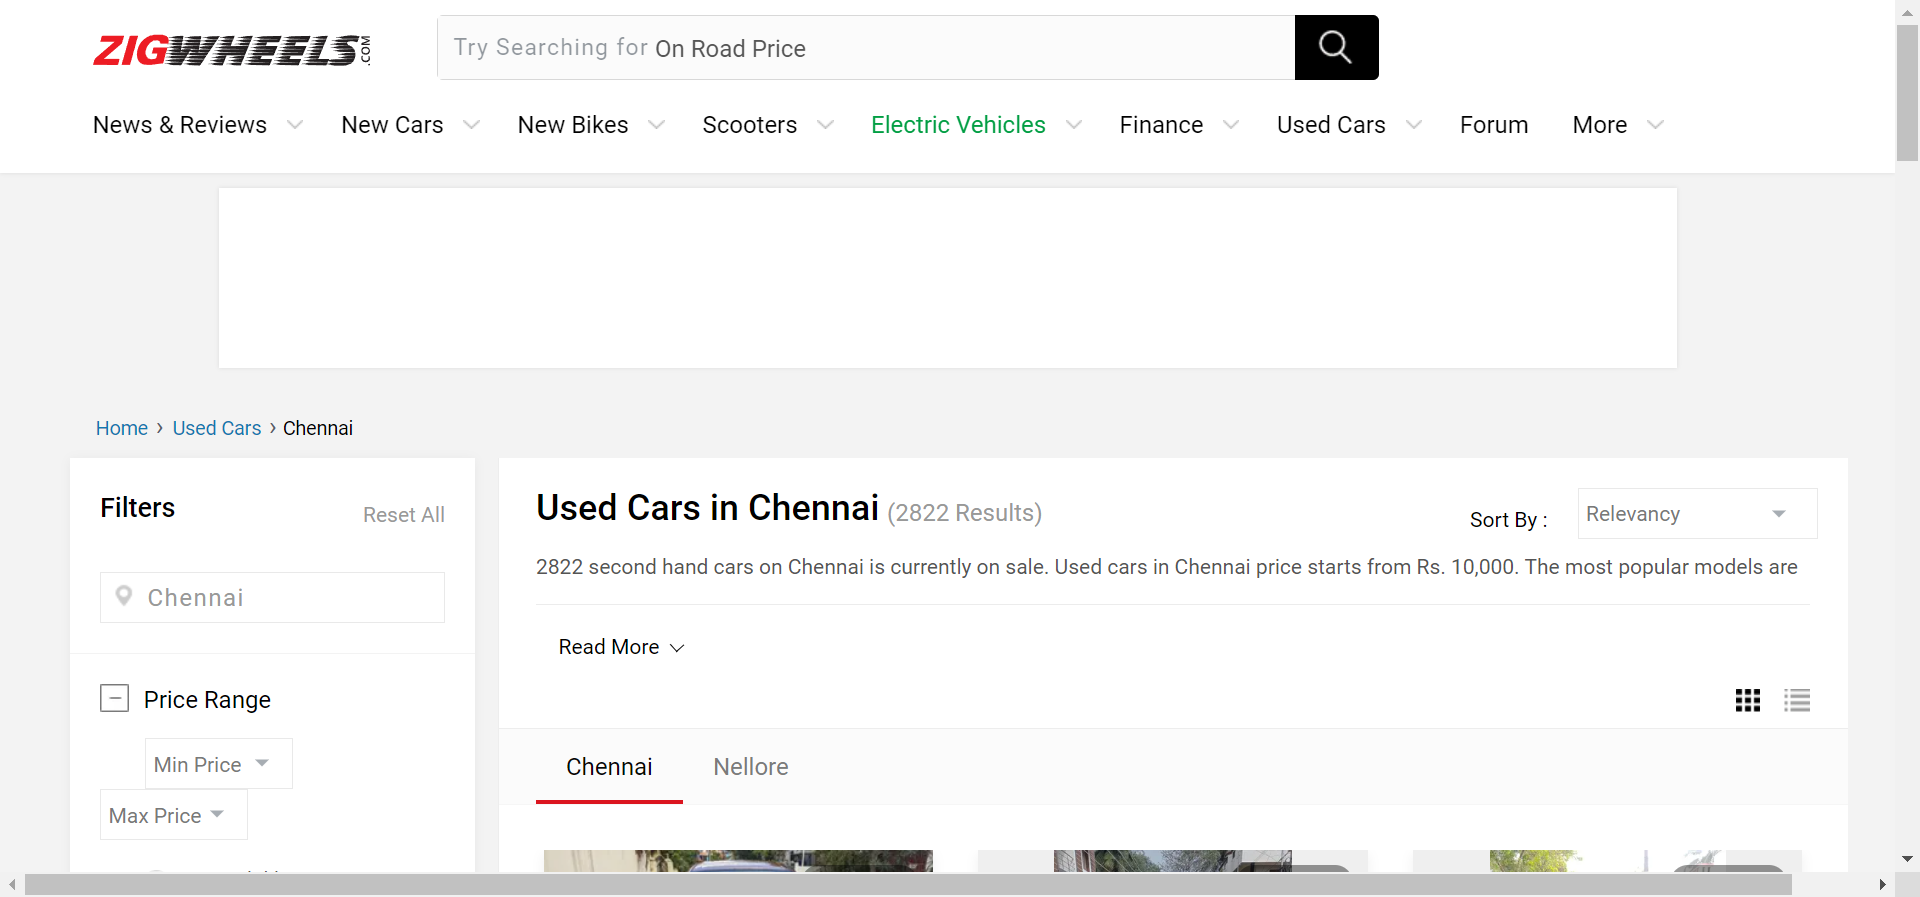 ZIGWHEELS.COM
Try Searching for On Road Price
News & Reviews New Cars New Bikes Scooters Electric Vehicles Finance Used Cars Forum More
Home › Used Cars › Chennai
Filters
Reset All
Chennai
Price Range
Min Price
Max Price
Used Cars in Chennai (2822 Results)
Sort By :
Relevancy
2822 second hand cars on Chennai is currently on sale. Used cars in Chennai price starts from Rs. 10,000. The most popular models are
Read More
Chennai Nellore